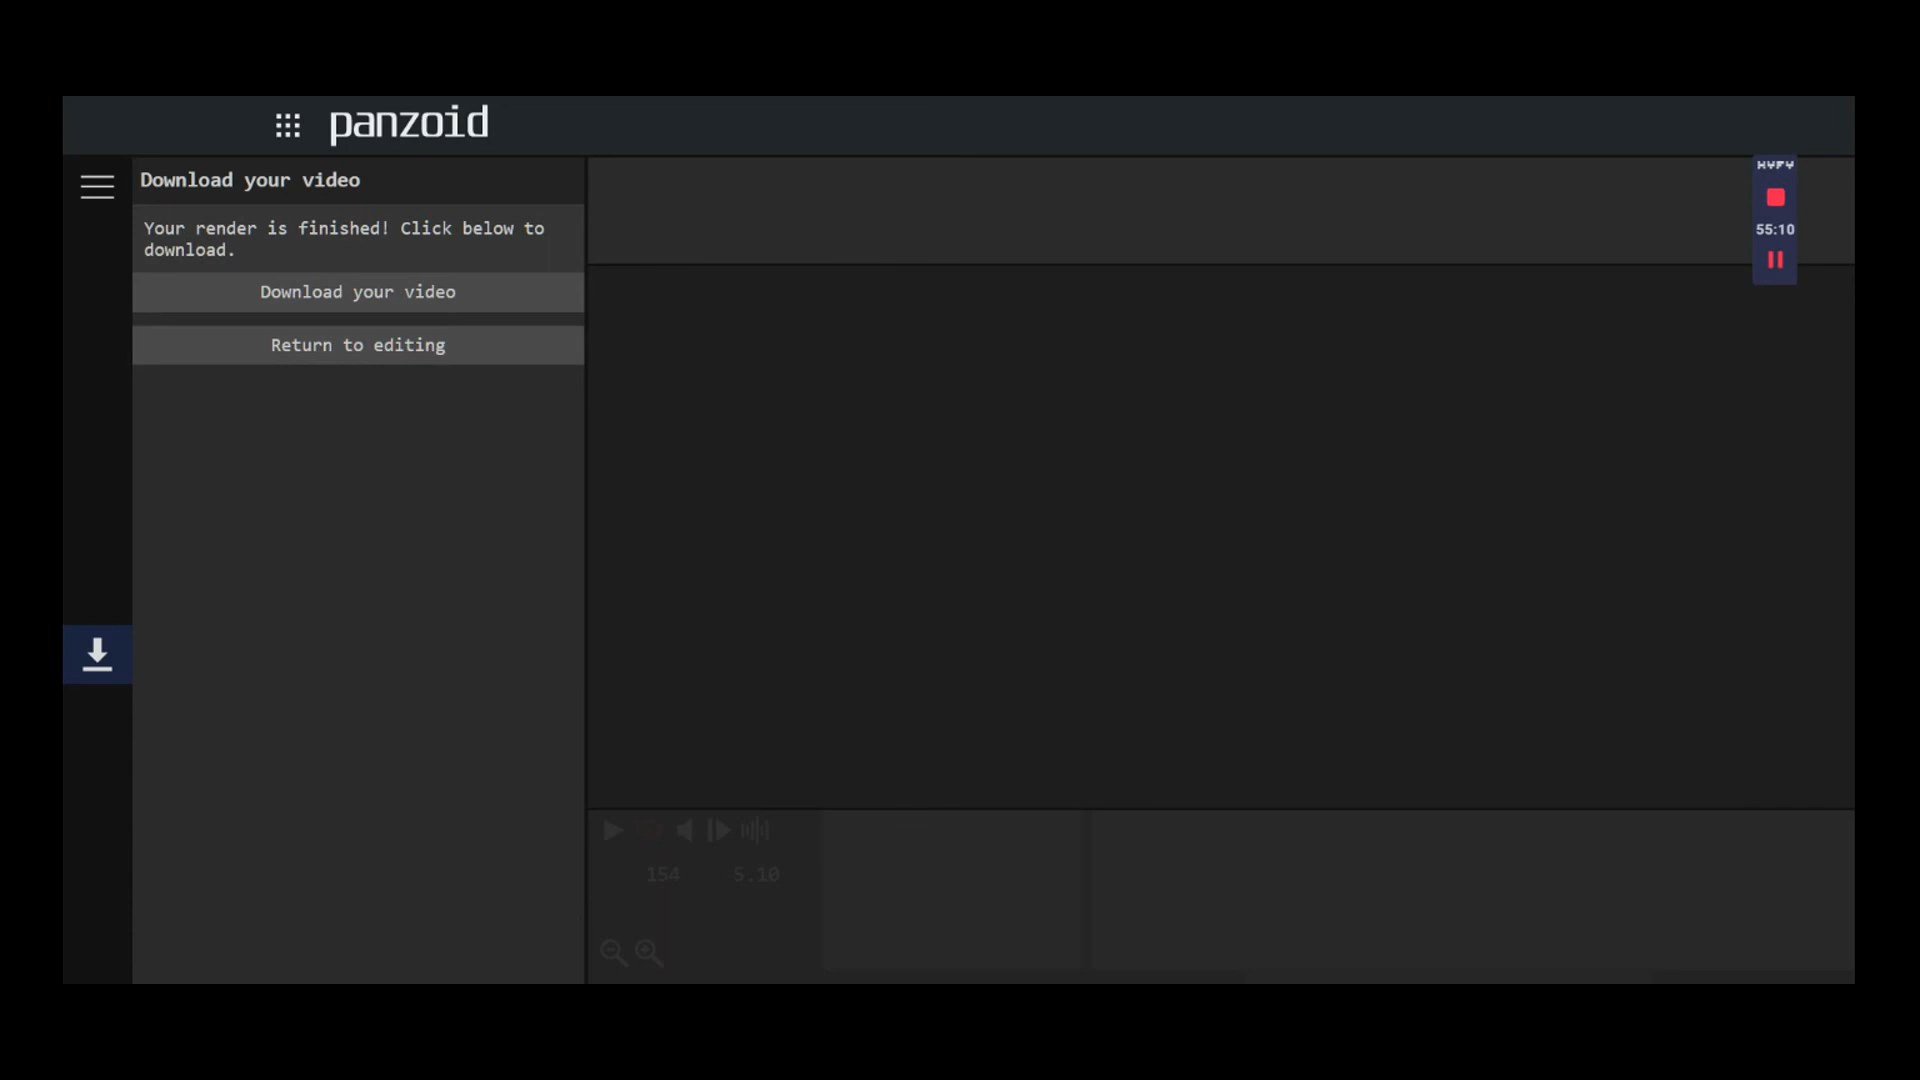 panzoid
Download your video
Your render is finished! Click below to
download.
Download your video
Return to editing
55:10
154 5.10